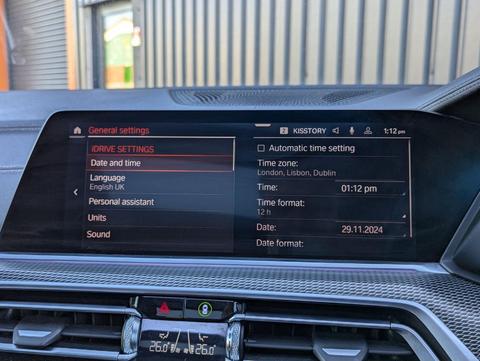 General settings
2 KISSTORY 1:12 pm
iDRIVE SETTINGS
Date and time
Language
English UK
Personal assistant
Units
Sound
Automatic time setting
Time zone:
London, Lisbon, Dublin
Time: 01:12 pm
Time format:
12 h
Date: 29.11.2024
Date format:
26.0 26.0